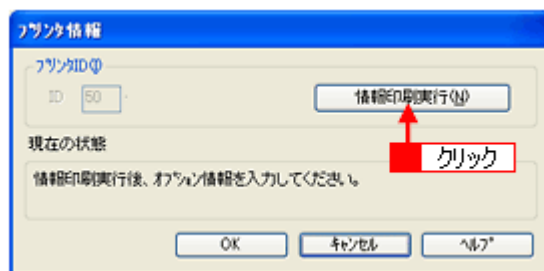 プリンタ情報
プリンタID(I)
ID 50
情報印刷実行(N)
現在の状態
クリック
情報印刷実行後、オプション情報を入力してください。
OK キャンセル ヘルプ